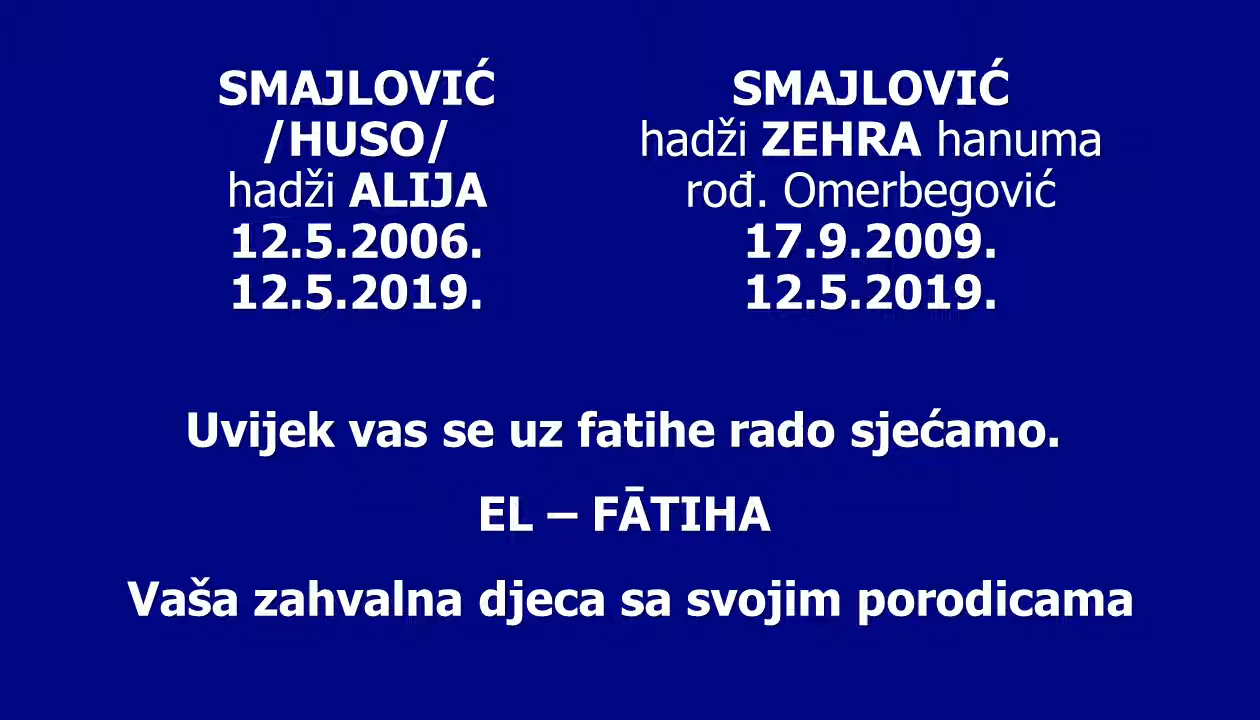 SMAJLOVIĆ
/HUSO/
hadži ALIJA
12.5.2006.
12.5.2019.
SMAJLOVIĆ
hadži ZEHRA hanuma
rođ. Omerbegović
17.9.2009.
12.5.2019.
Uvijek vas se uz fatihe rado sjećamo.
EL – FĀTIHA
Vaša zahvalna djeca sa svojim porodicama